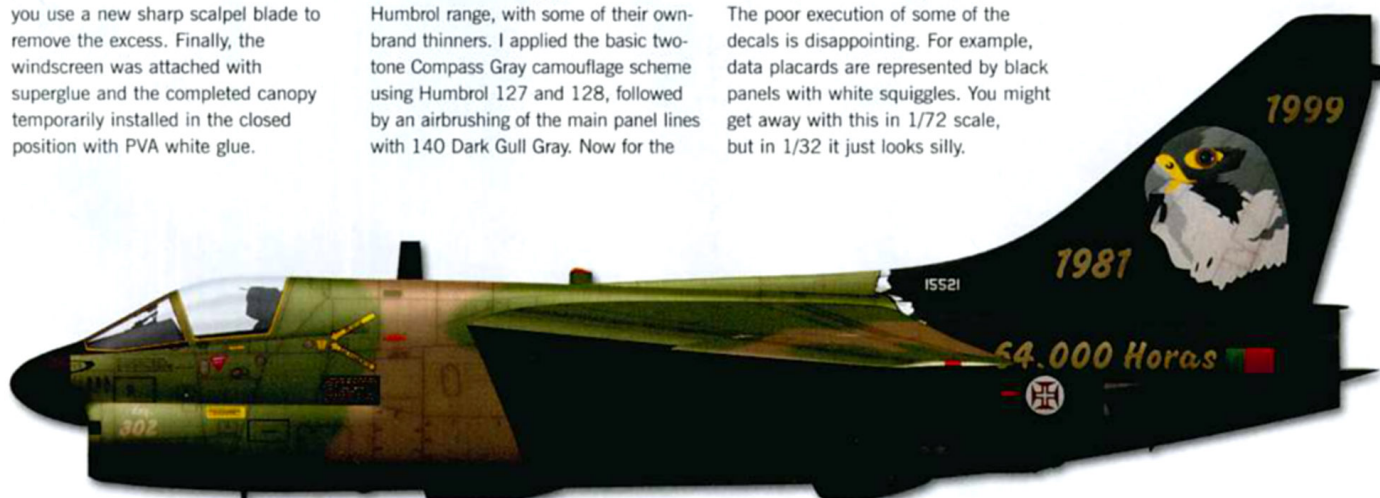 you use a new sharp scalpel blade to
remove the excess. Finally, the
windscreen was attached with
superglue and the completed canopy
temporarily installed in the closed
position with PVA white glue.
Humbrol range, with some of their own-
brand thinners. I applied the basic two-
tone Compass Gray camouflage scheme
using Humbrol 127 and 128, followed
by an airbrushing of the main panel lines
with 140 Dark Gull Gray. Now for the
The poor execution of some of the
decals is disappointing. For example,
data placards are represented by black
panels with white squiggles. You might
get away with this in 1/72 scale,
but in 1/32 it just looks silly.
1999
1981
15521
64.000 Horas
302